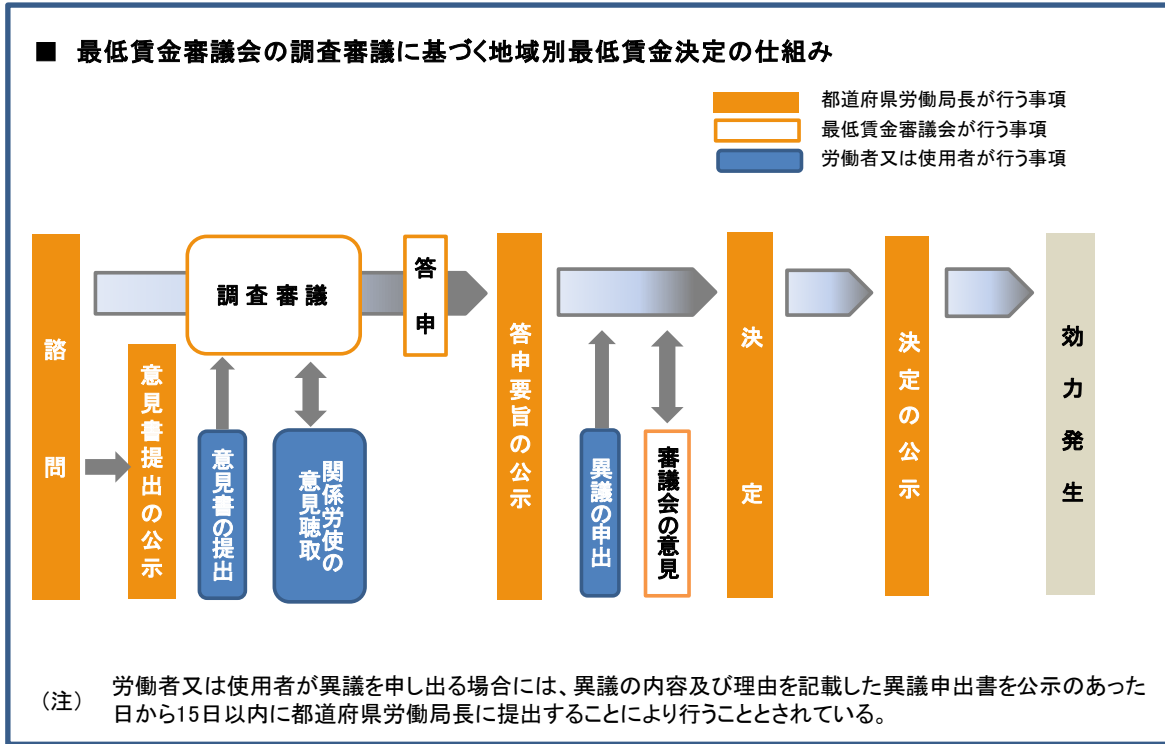 ■ 最低賃金審議会の調査審議に基づく地域別最低賃金決定の仕組み
都道府県労働局長が行う事項
最低賃金審議会が行う事項
労働者又は使用者が行う事項
諮問
意見書提出の公示
調査審議
意見書の提出
関係労使の
意見聴取
答申
答申要旨の公示
異議の申出
審議会の意見
決定
決定の公示
効力発生
(注) 労働者又は使用者が異議を申し出る場合には、異議の内容及び理由を記載した異議申出書を公示のあった
日から15日以内に都道府県労働局長に提出することにより行うこととされている。